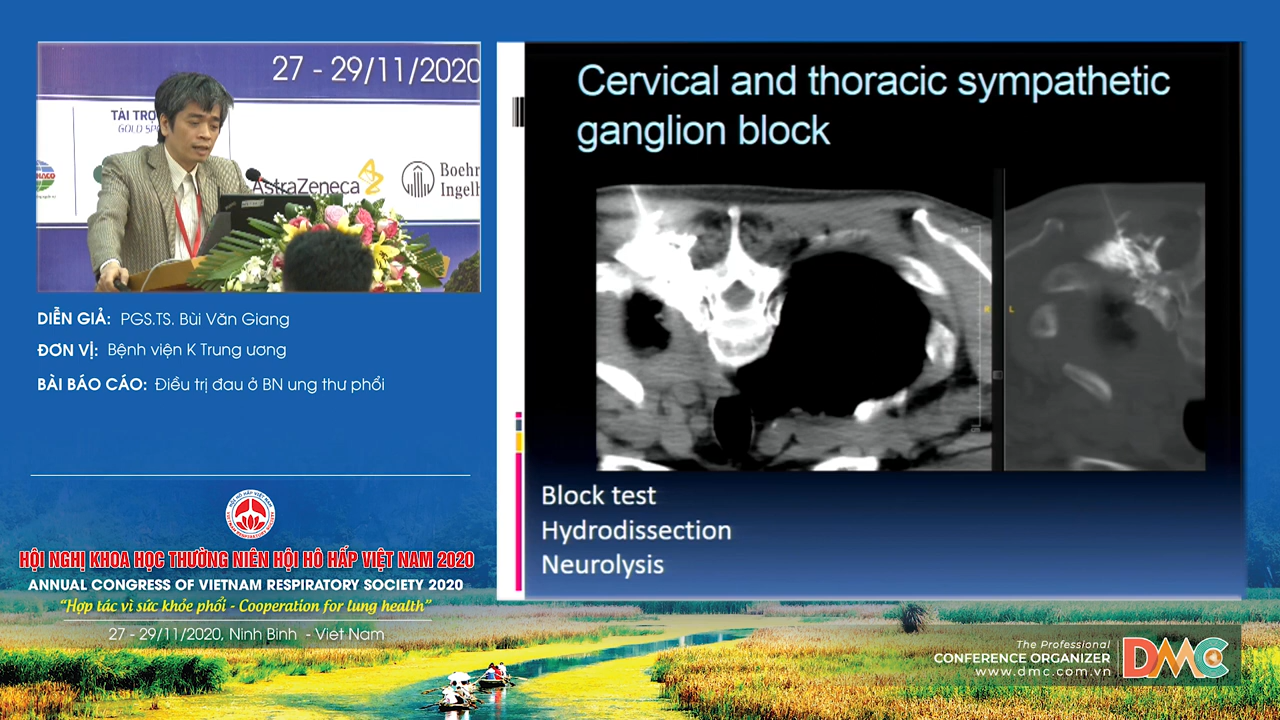 27 - 29/11/2020
TÀI TRỢ
GOLD
AstraZeneca
Boehr
Ingelh
DIỄN GIẢ: PGS.TS. Bùi Văn Giang
ĐƠN VỊ: Bệnh viện K Trung ương
BÀI BÁO CÁO: Điều trị đau ở BN ung thư phổi
HỘI NGHỊ KHOA HỌC THƯỜNG NIÊN HỘI HÔ HẤP VIỆT NAM 2020
ANNUAL CONGRESS OF VIETNAM RESPIRATORY SOCIETY 2020
“Hợp tác vì sức khỏe phổi - Cooperation for lung health”
27 - 29/11/2020, Ninh Binh - Viet Nam
Cervical and thoracic sympathetic
ganglion block
L
Block test
Hydrodissection
Neurolysis
The Professional
CONFERENCE ORGANIZER
www.dmc.com.vn
DMC